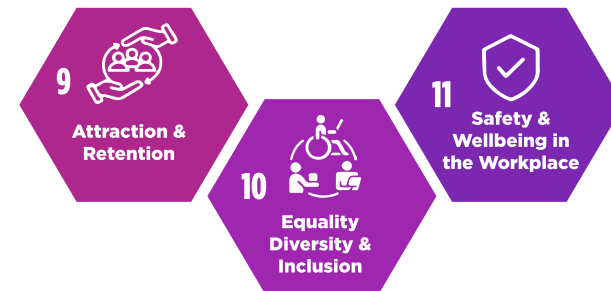 9
Attraction &
Retention
10
Equality
Diversity &
Inclusion
11
Safety &
Wellbeing in
the Workplace